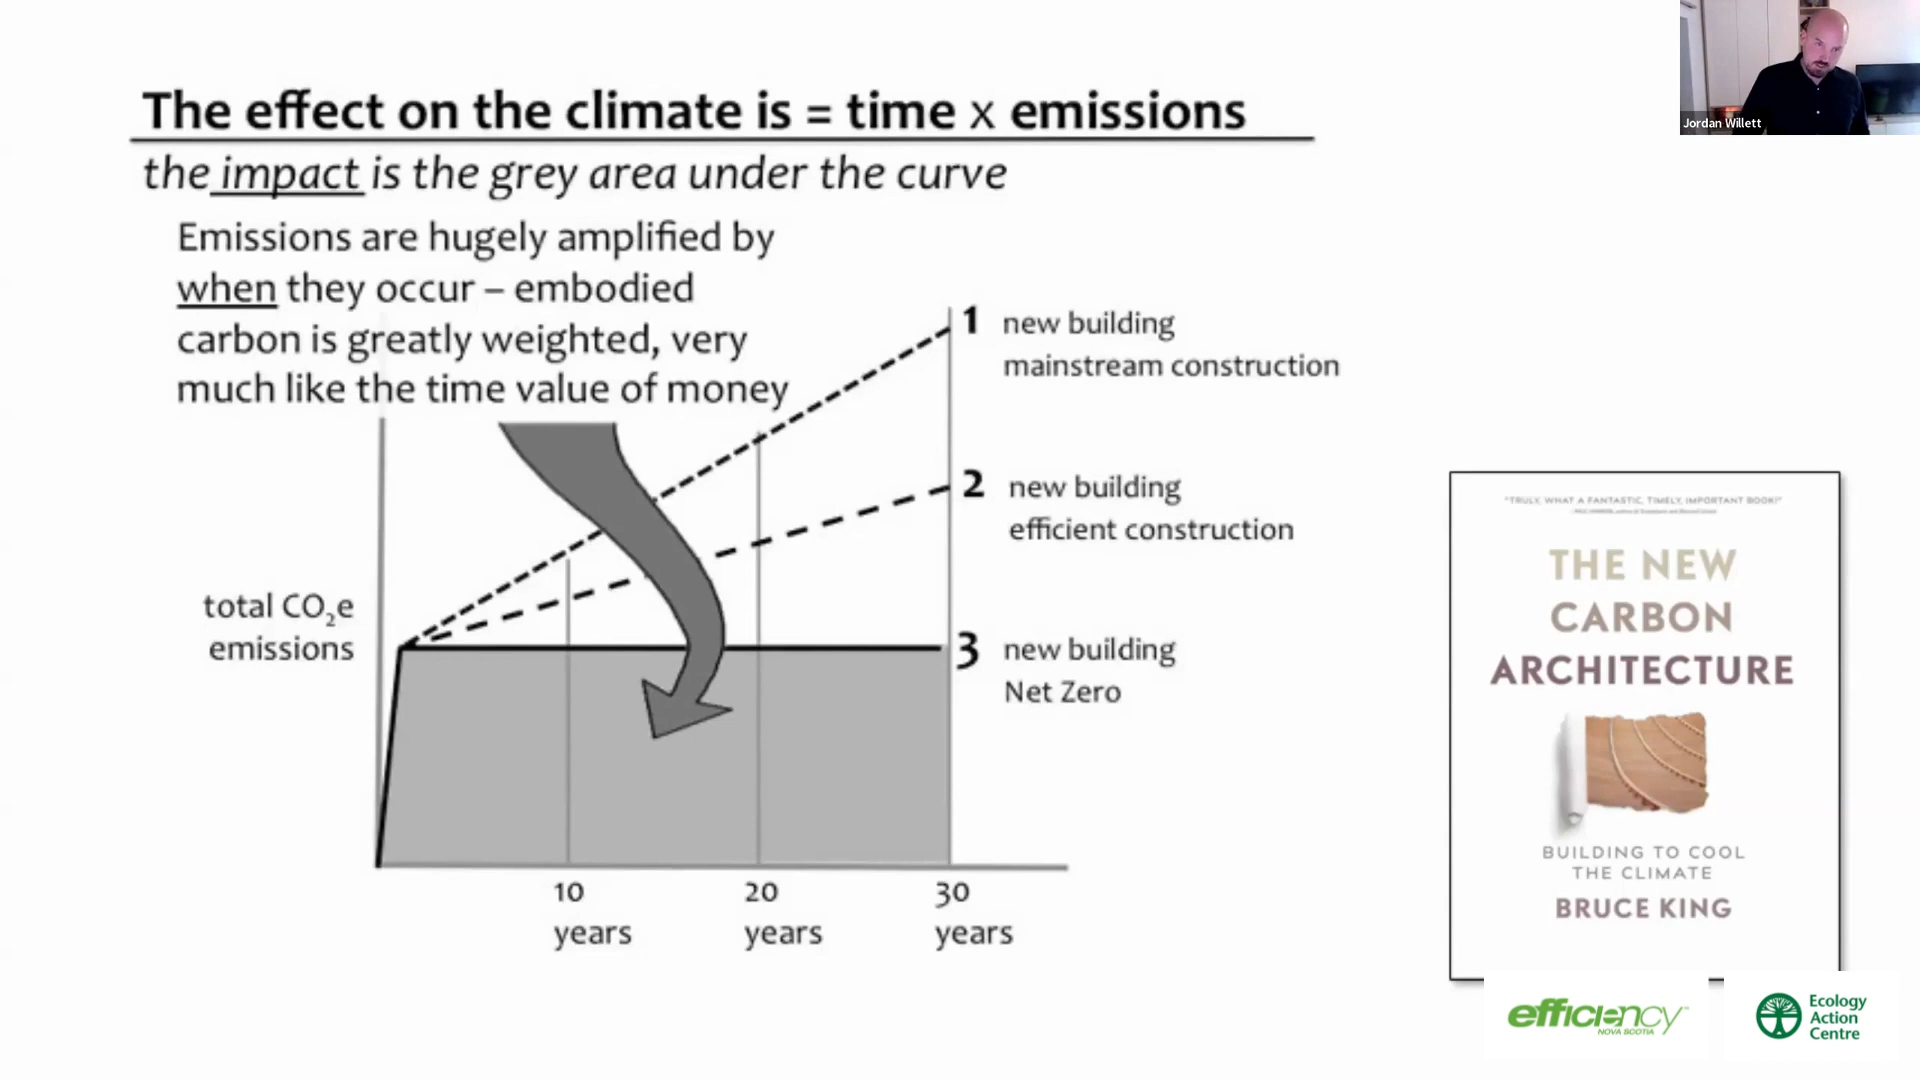 Jordan Willett
The effect on the climate is = time x emissions
the impact is the grey area under the curve
Emissions are hugely amplified by
when they occur – embodied
carbon is greatly weighted, very
much like the time value of money
1 new building
mainstream construction
2 new building
efficient construction
total CO₂e
emissions
3 new building
Net Zero
10
years
20
years
30
years
"TRULY, WHAT A FANTASTIC, TIMELY, IMPORTANT BOOK!"
THE NEW
CARBON
ARCHITECTURE
BUILDING TO COOL
THE CLIMATE
BRUCE KING
efficiency
NOVA SCOTIA
Ecology
Action
Centre